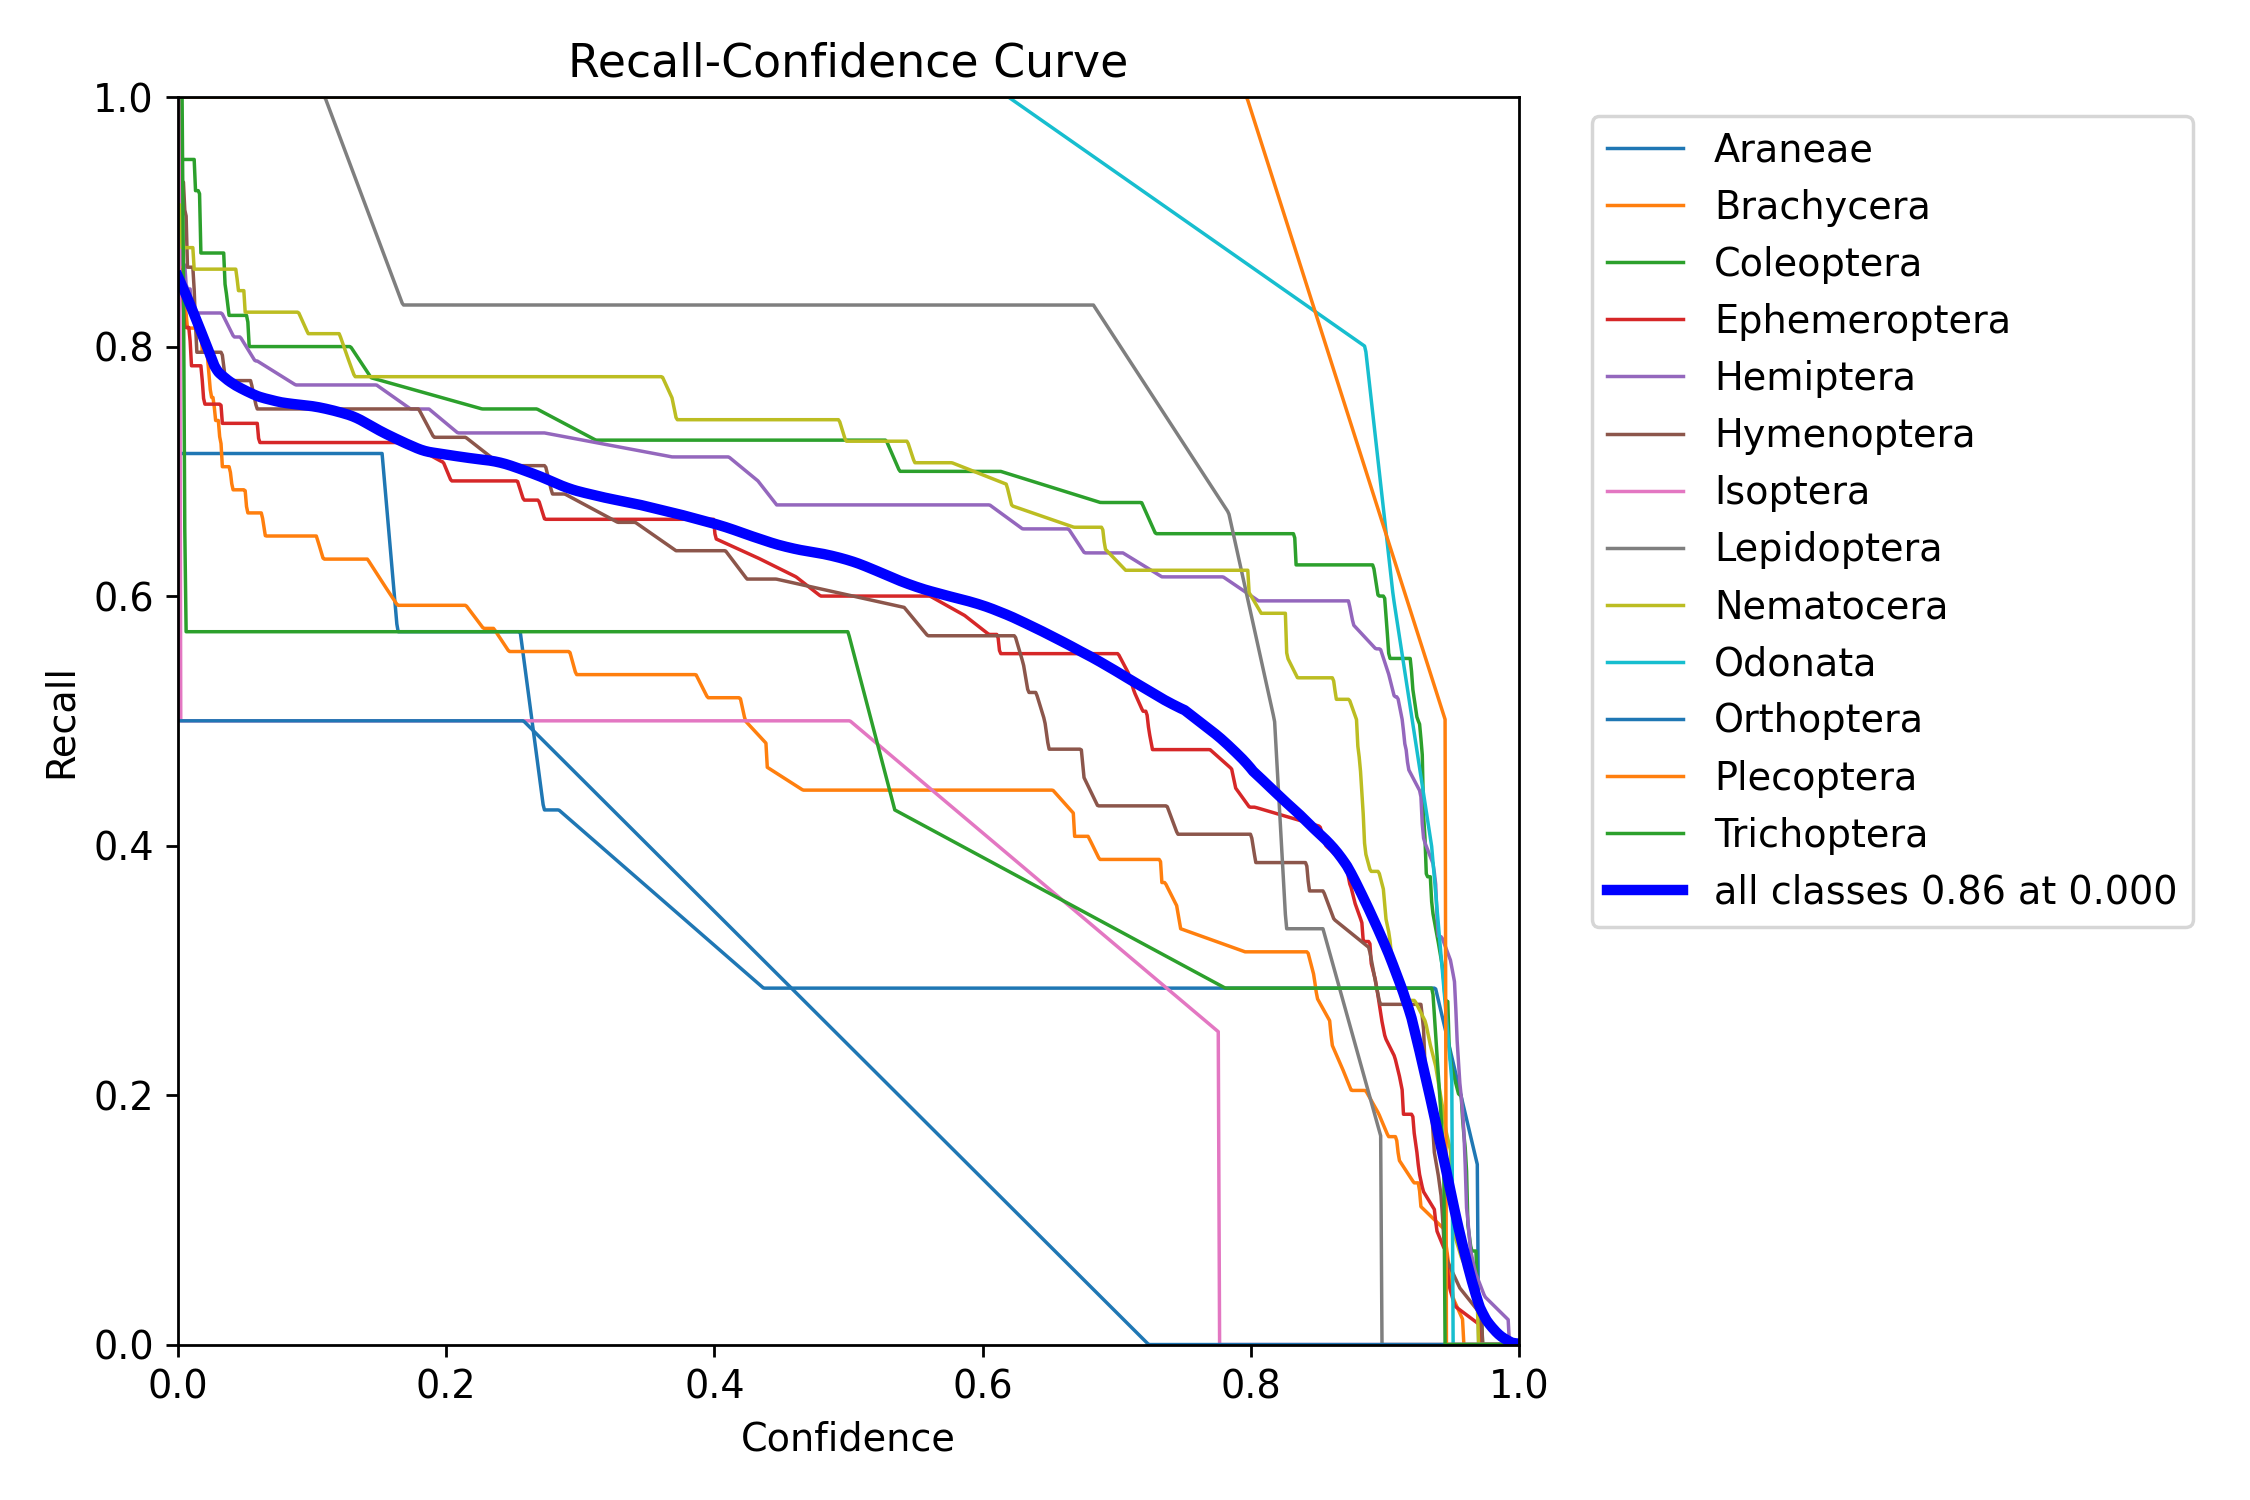 Recall-Confidence Curve
1.0
0.8
0.6
0.4
0.2
0.0
Recall
0.0 0.2 0.4 0.6 0.8 1.0
Confidence
Araneae
Brachycera
Coleoptera
Ephemeroptera
Hemiptera
Hymenoptera
Isoptera
Lepidoptera
Nematocera
Odonata
Orthoptera
Plecoptera
Trichoptera
all classes 0.86 at 0.000